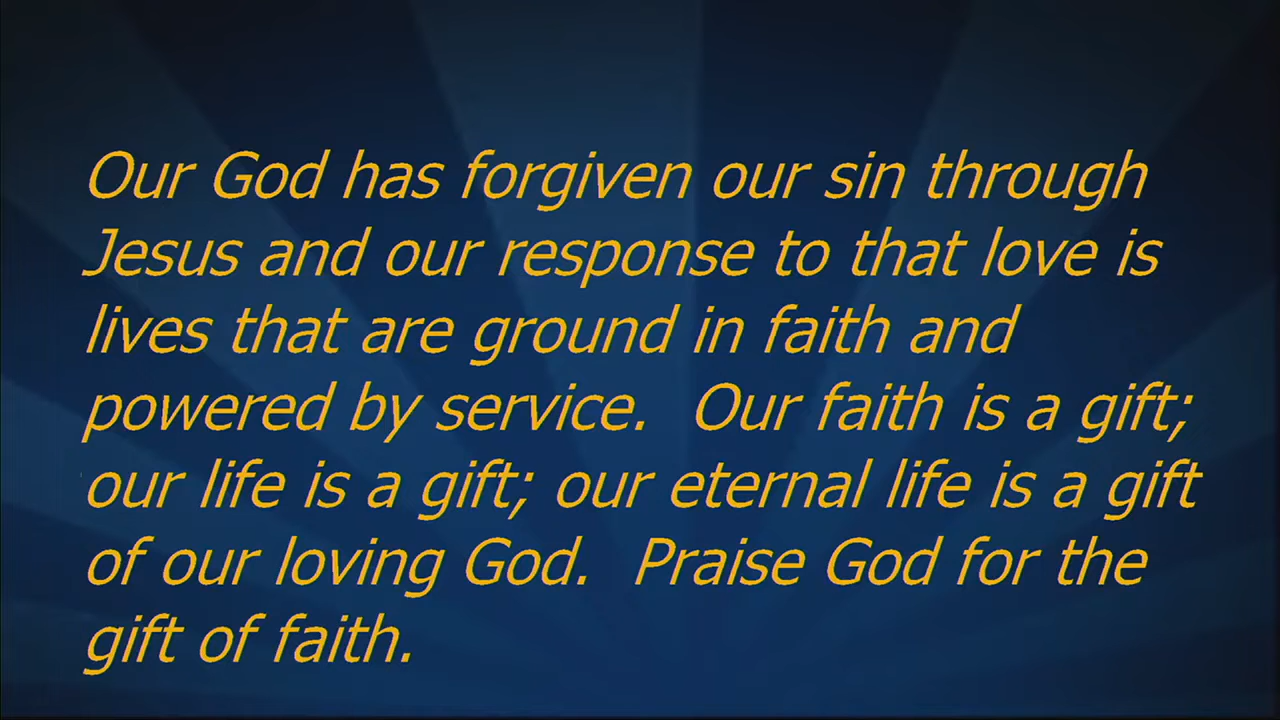 Our God has forgiven our sin through
Jesus and our response to that love is
lives that are ground in faith and
powered by service.  Our faith is a gift;
our life is a gift; our eternal life is a gift
of our loving God.  Praise God for the
gift of faith.